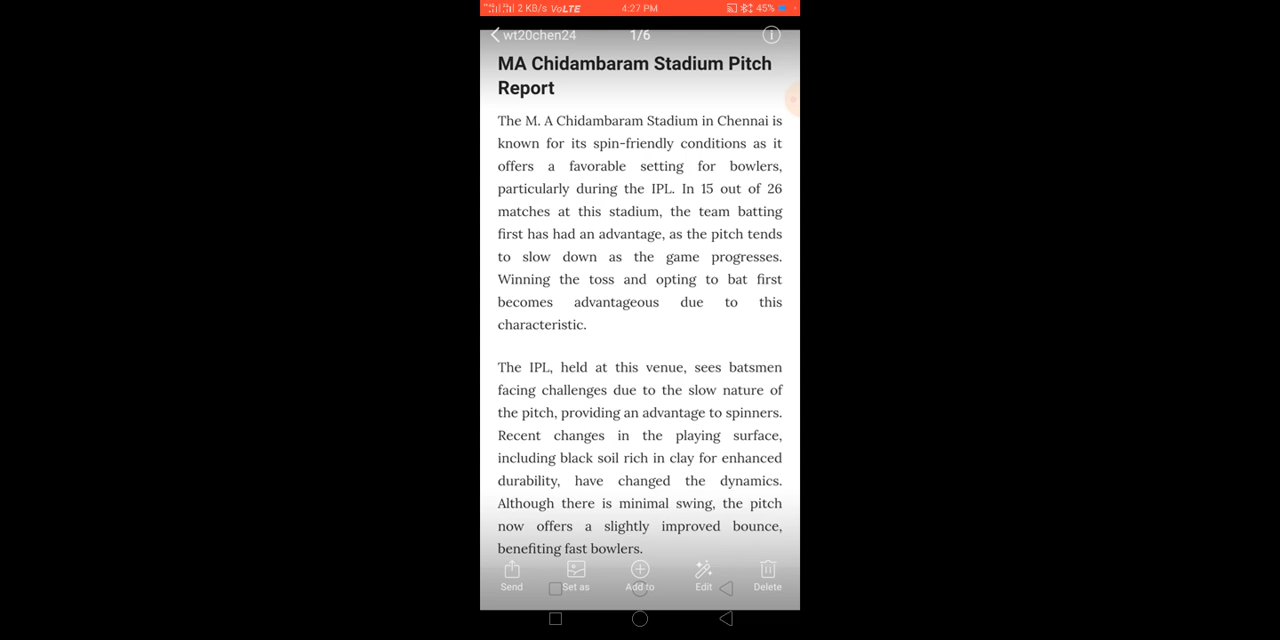 2 KB/s VoLTE 4:27 PM 45%
wt20chen24 1/6
MA Chidambaram Stadium Pitch
Report
The M. A Chidambaram Stadium in Chennai is
known for its spin-friendly conditions as it
offers a favorable setting for bowlers,
particularly during the IPL. In 15 out of 26
matches at this stadium, the team batting
first has had an advantage, as the pitch tends
to slow down as the game progresses.
Winning the toss and opting to bat first
becomes advantageous due to this
characteristic.
The IPL, held at this venue, sees batsmen
facing challenges due to the slow nature of
the pitch, providing an advantage to spinners.
Recent changes in the playing surface,
including black soil rich in clay for enhanced
durability, have changed the dynamics.
Although there is minimal swing, the pitch
now offers a slightly improved bounce,
benefiting fast bowlers.
Send Set as Add to Edit Delete